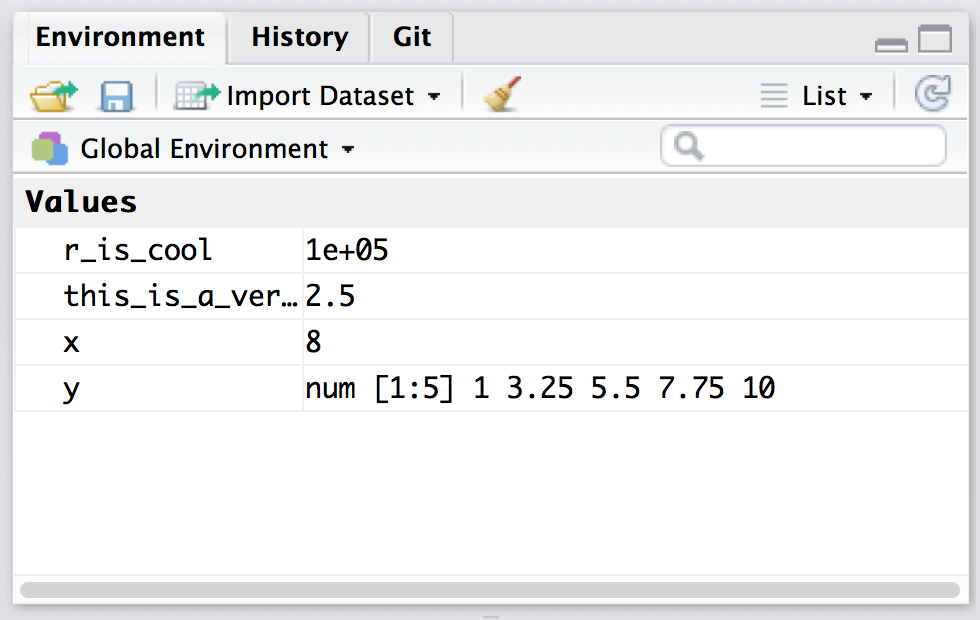 Environment History Git
Import Dataset List
Global Environment
Values
r_is_cool 1e+05
this_is_a_ver… 2.5
x 8
y num [1:5] 1 3.25 5.5 7.75 10